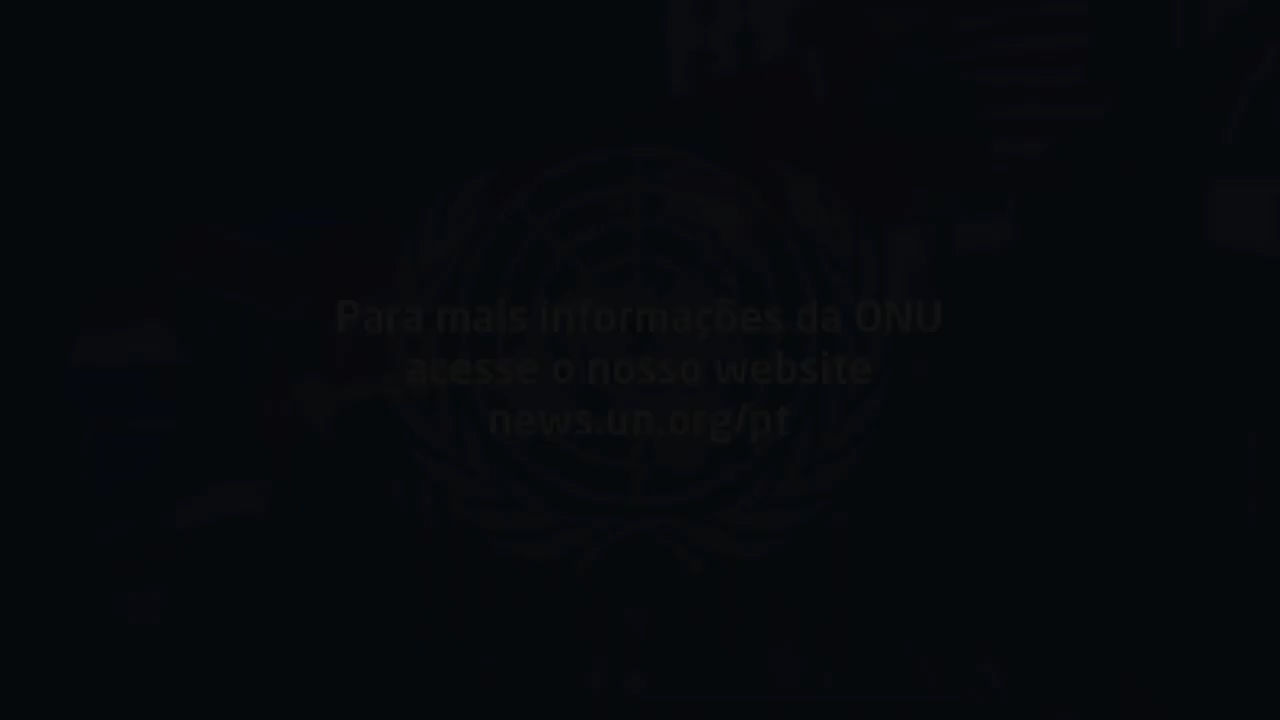 Para mais informações da ONU
acesse o nosso website
news.un.org/pt